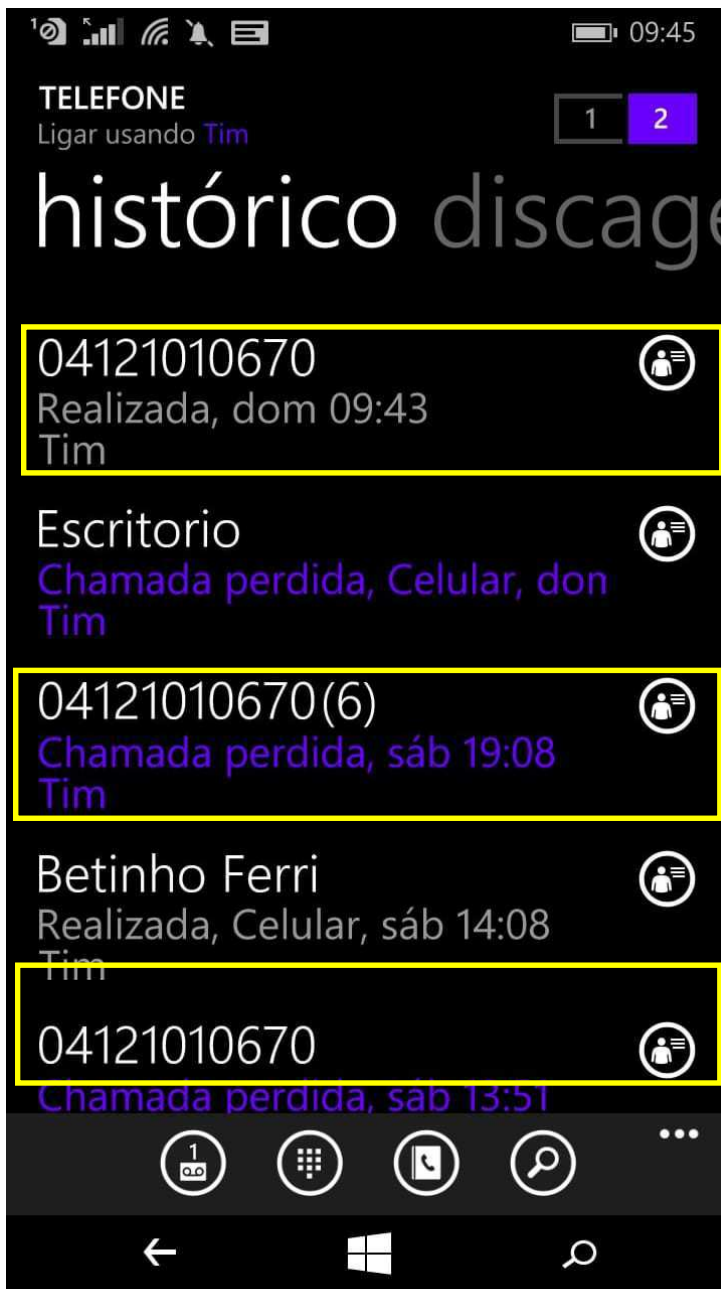 1
09:45
TELEFONE
Ligar usando Tim
1 2
histórico discage
04121010670
Realizada, dom 09:43
Tim
Escritorio
Chamada perdida, Celular, dom
Tim
04121010670(6)
Chamada perdida, sáb 19:08
Tim
Betinho Ferri
Realizada, Celular, sáb 14:08
Tim
04121010670
Chamada perdida, sáb 13:51
1